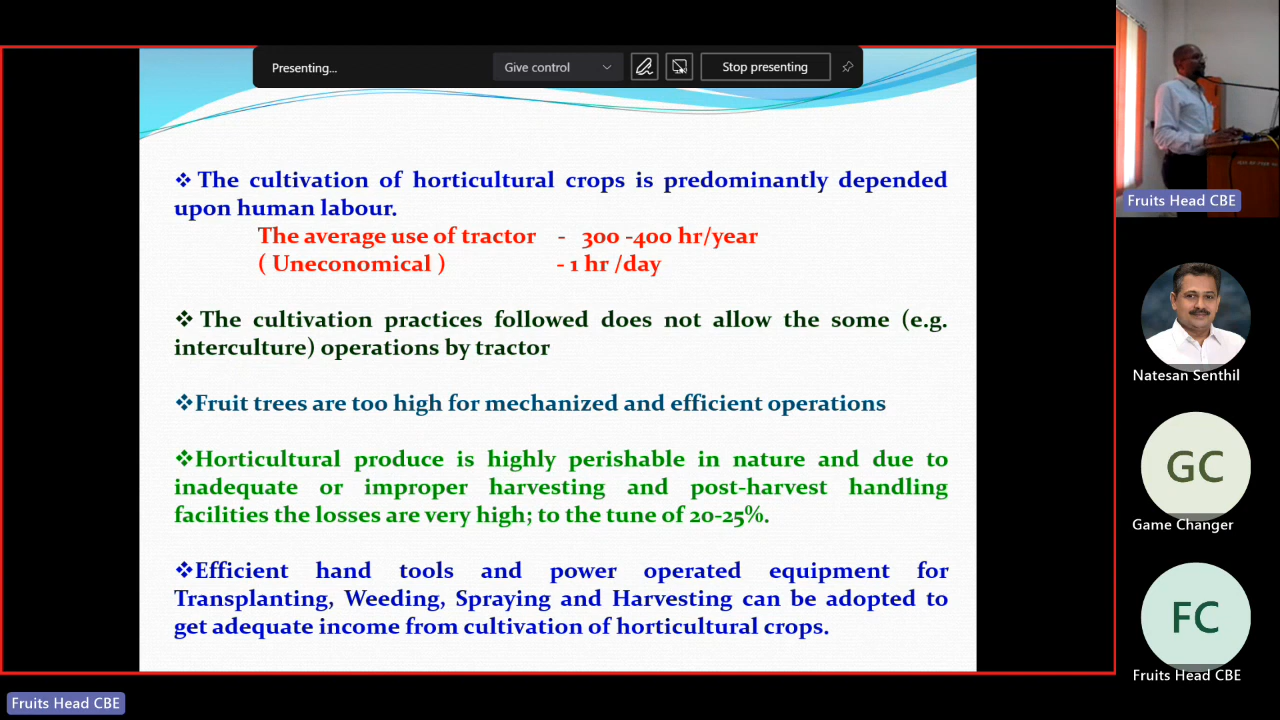 Presenting...
Give control
Stop presenting
❖ The cultivation of horticultural crops is predominantly depended
upon human labour.
The average use of tractor - 300 -400 hr/year
( Uneconomical ) - 1 hr /day
❖ The cultivation practices followed does not allow the some (e.g.
interculture) operations by tractor
❖Fruit trees are too high for mechanized and efficient operations
❖Horticultural produce is highly perishable in nature and due to
inadequate or improper harvesting and post-harvest handling
facilities the losses are very high; to the tune of 20-25%.
❖Efficient hand tools and power operated equipment for
Transplanting, Weeding, Spraying and Harvesting can be adopted to
get adequate income from cultivation of horticultural crops.
Fruits Head CBE
Natesan Senthil
GC
Game Changer
FC
Fruits Head CBE
Fruits Head CBE